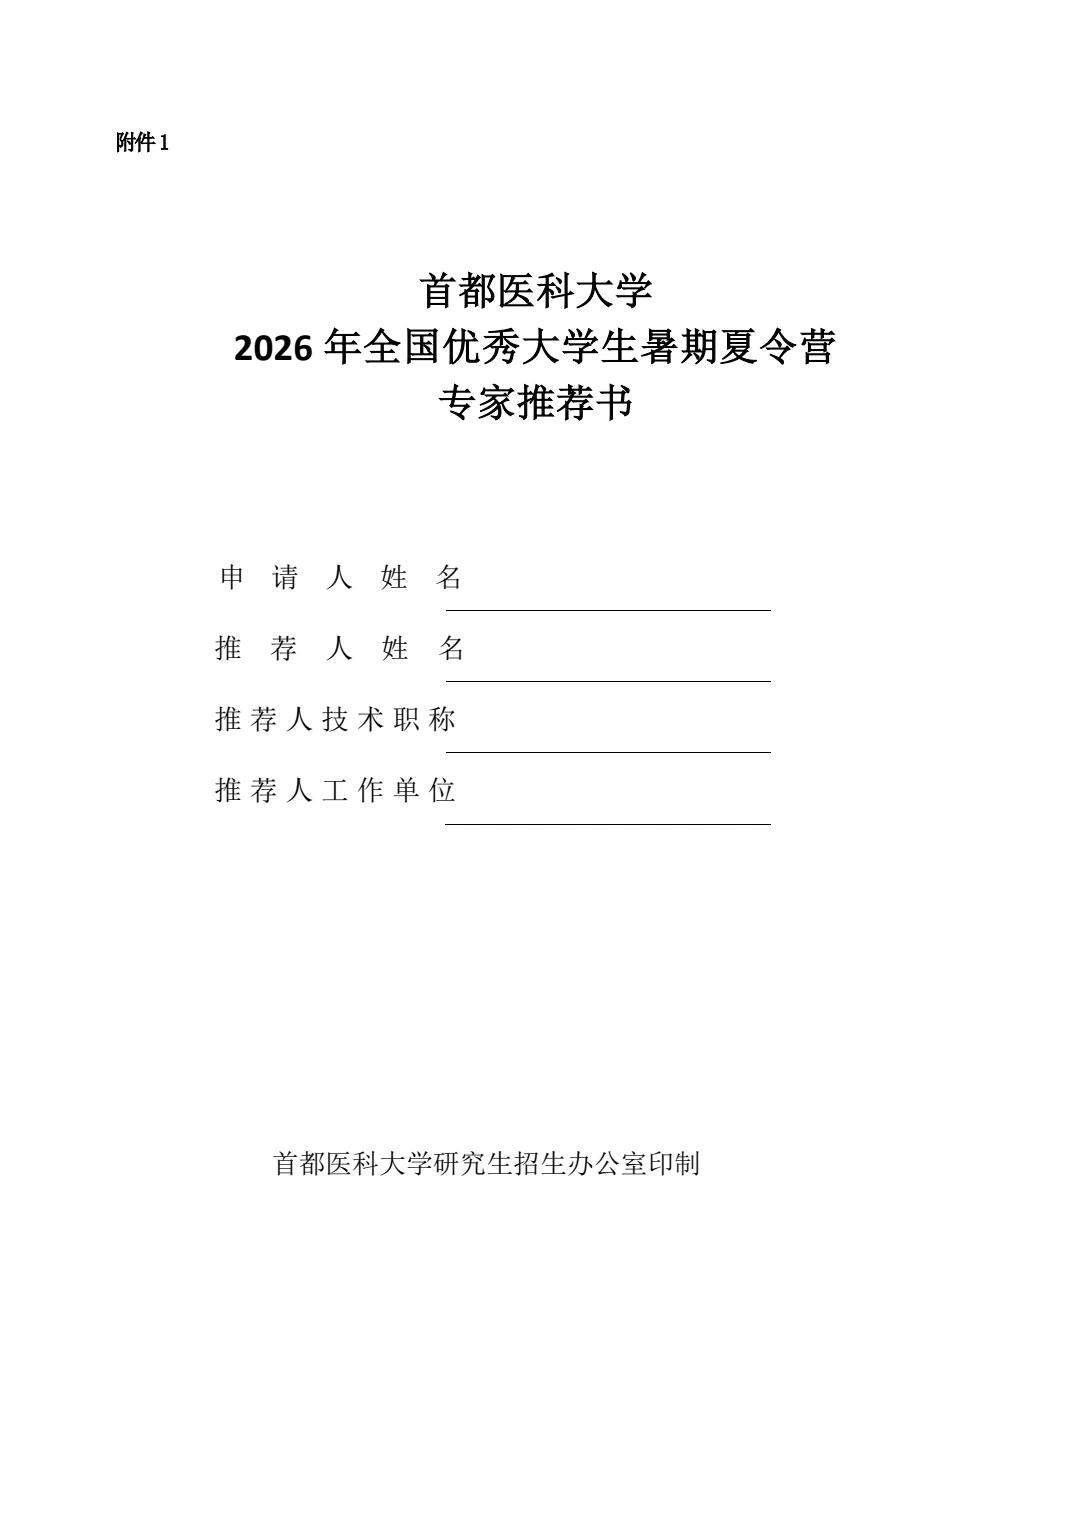 附件 1
首都医科大学
2026 年全国优秀大学生暑期夏令营
专家推荐书
申 请 人 姓 名
推 荐 人 姓 名
推 荐 人 技 术 职 称
推 荐 人 工 作 单 位
首都医科大学研究生招生办公室印制